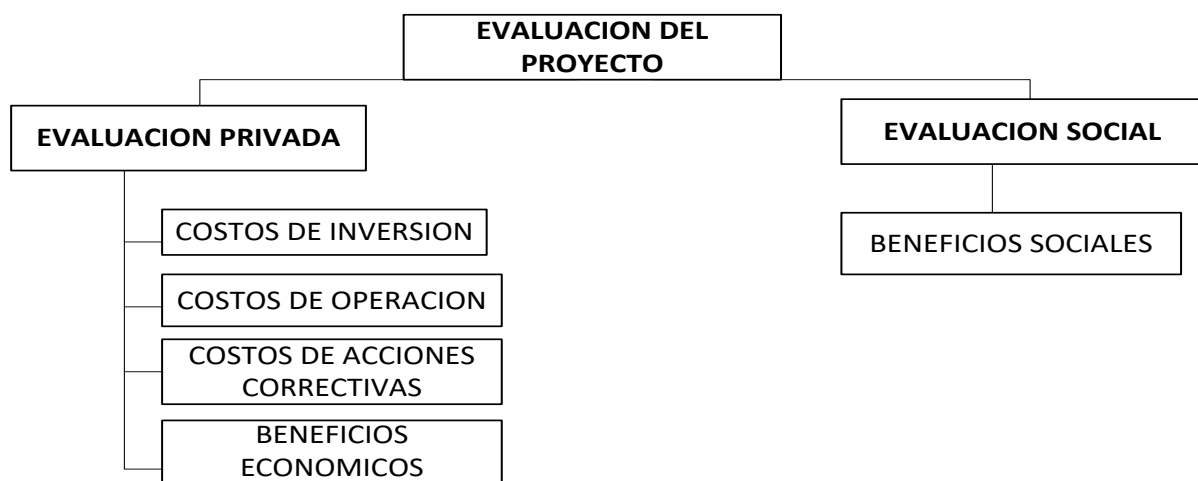 EVALUACION DEL
PROYECTO
EVALUACION PRIVADA
COSTOS DE INVERSION
COSTOS DE OPERACION
COSTOS DE ACCIONES
CORRECTIVAS
BENEFICIOS
ECONOMICOS
EVALUACION SOCIAL
BENEFICIOS SOCIALES